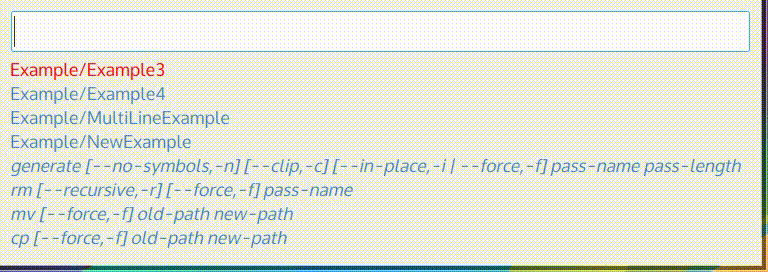 Example/Example3
Example/Example4
Example/MultiLineExample
Example/NewExample
generate [--no-symbols,-n] [--clip,-c] [--in-place,-i | --force,-f] pass-name pass-length
rm [--recursive,-r] [--force,-f] pass-name
mv [--force,-f] old-path new-path
cp [--force,-f] old-path new-path